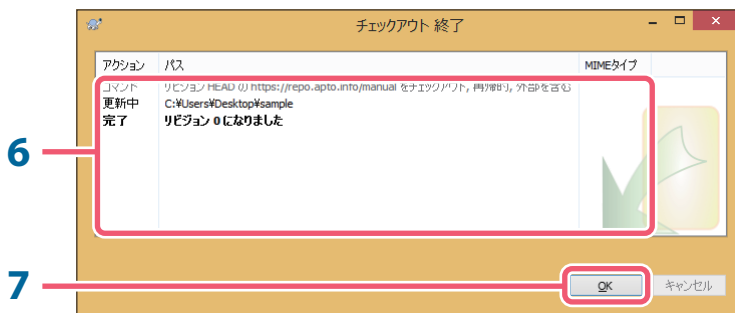 チェックアウト 終了
アクション パス MIMEタイプ
コマンド リビジョン HEAD の https://repo.apto.info/manual をチェックアウト, 再帰的, 外部を含む
更新中 C:¥Users¥Desktop¥sample
完了 リビジョン 0 になりました
6
7
OK キャンセル